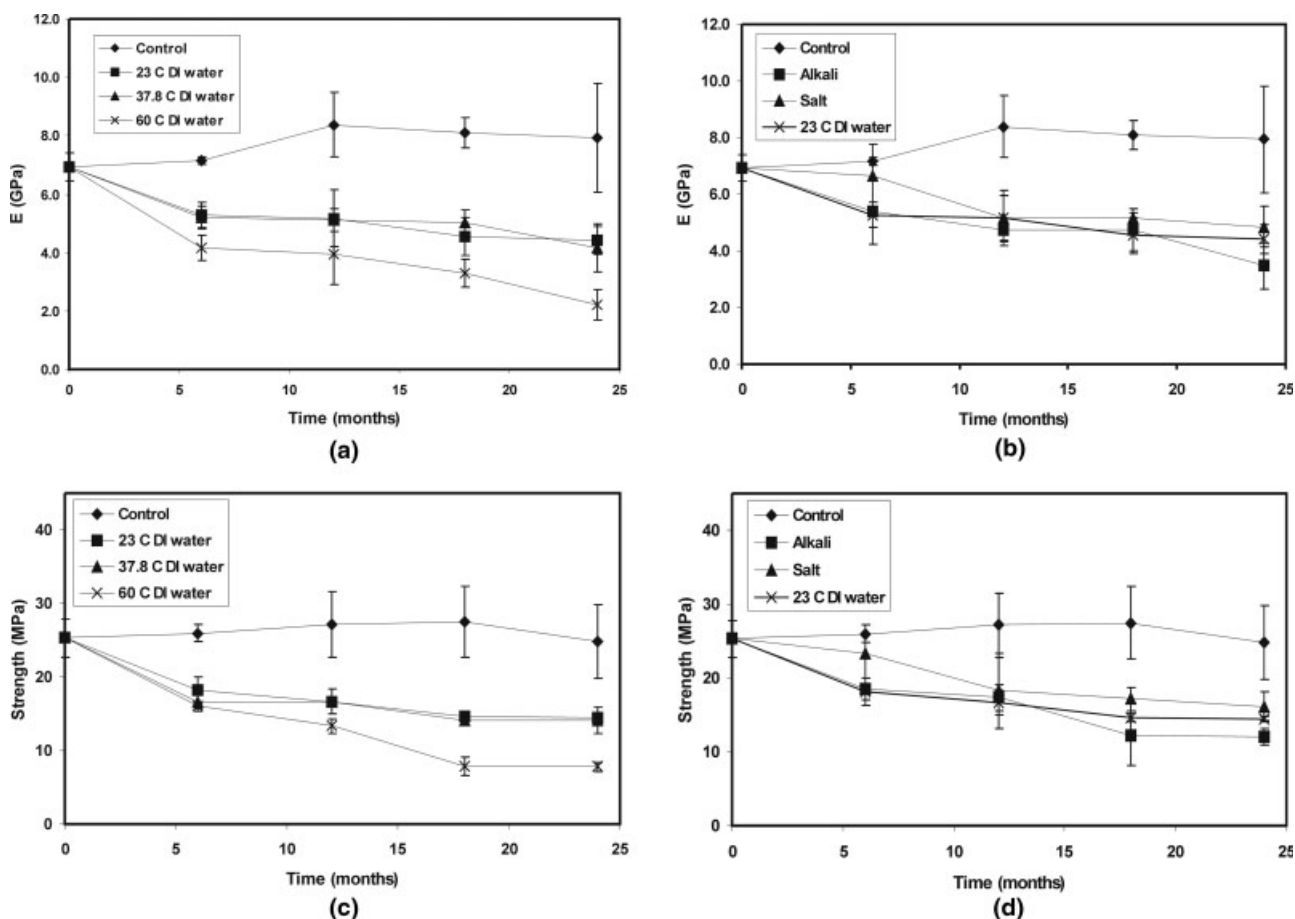 12.0
10.0
8.0
6.0
4.0
2.0
0.0
E (GPa)
Control
23 C DI water
37.8 C DI water
60 C DI water
0 5 10 15 20 25
Time (months)
(a)
12.0
10.0
8.0
6.0
4.0
2.0
0.0
E (GPa)
Control
Alkali
Salt
23 C DI water
0 5 10 15 20 25
Time (months)
(b)
40
30
20
10
0
Strength (MPa)
Control
23 C DI water
37.8 C DI water
60 C DI water
0 5 10 15 20 25
Time (months)
(c)
40
30
20
10
0
Strength (MPa)
Control
Alkali
Salt
23 C DI water
0 5 10 15 20 25
Time (months)
(d)